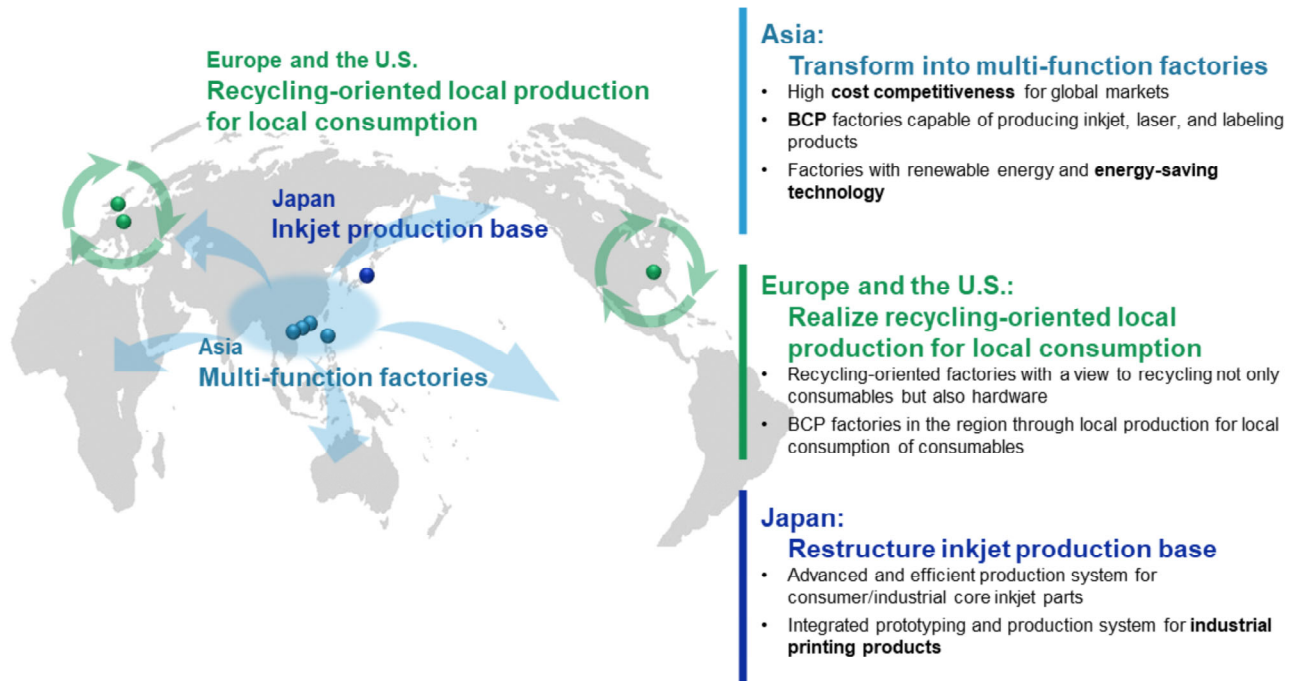 Europe and the U.S.
Recycling-oriented local production
for local consumption
Japan
Inkjet production base
Asia
Multi-function factories
Asia:
Transform into multi-function factories
• High cost competitiveness for global markets
• BCP factories capable of producing inkjet, laser, and labeling
products
• Factories with renewable energy and energy-saving
technology
Europe and the U.S.:
Realize recycling-oriented local
production for local consumption
• Recycling-oriented factories with a view to recycling not only
consumables but also hardware
• BCP factories in the region through local production for local
consumption of consumables
Japan:
Restructure inkjet production base
• Advanced and efficient production system for
consumer/industrial core inkjet parts
• Integrated prototyping and production system for industrial
printing products